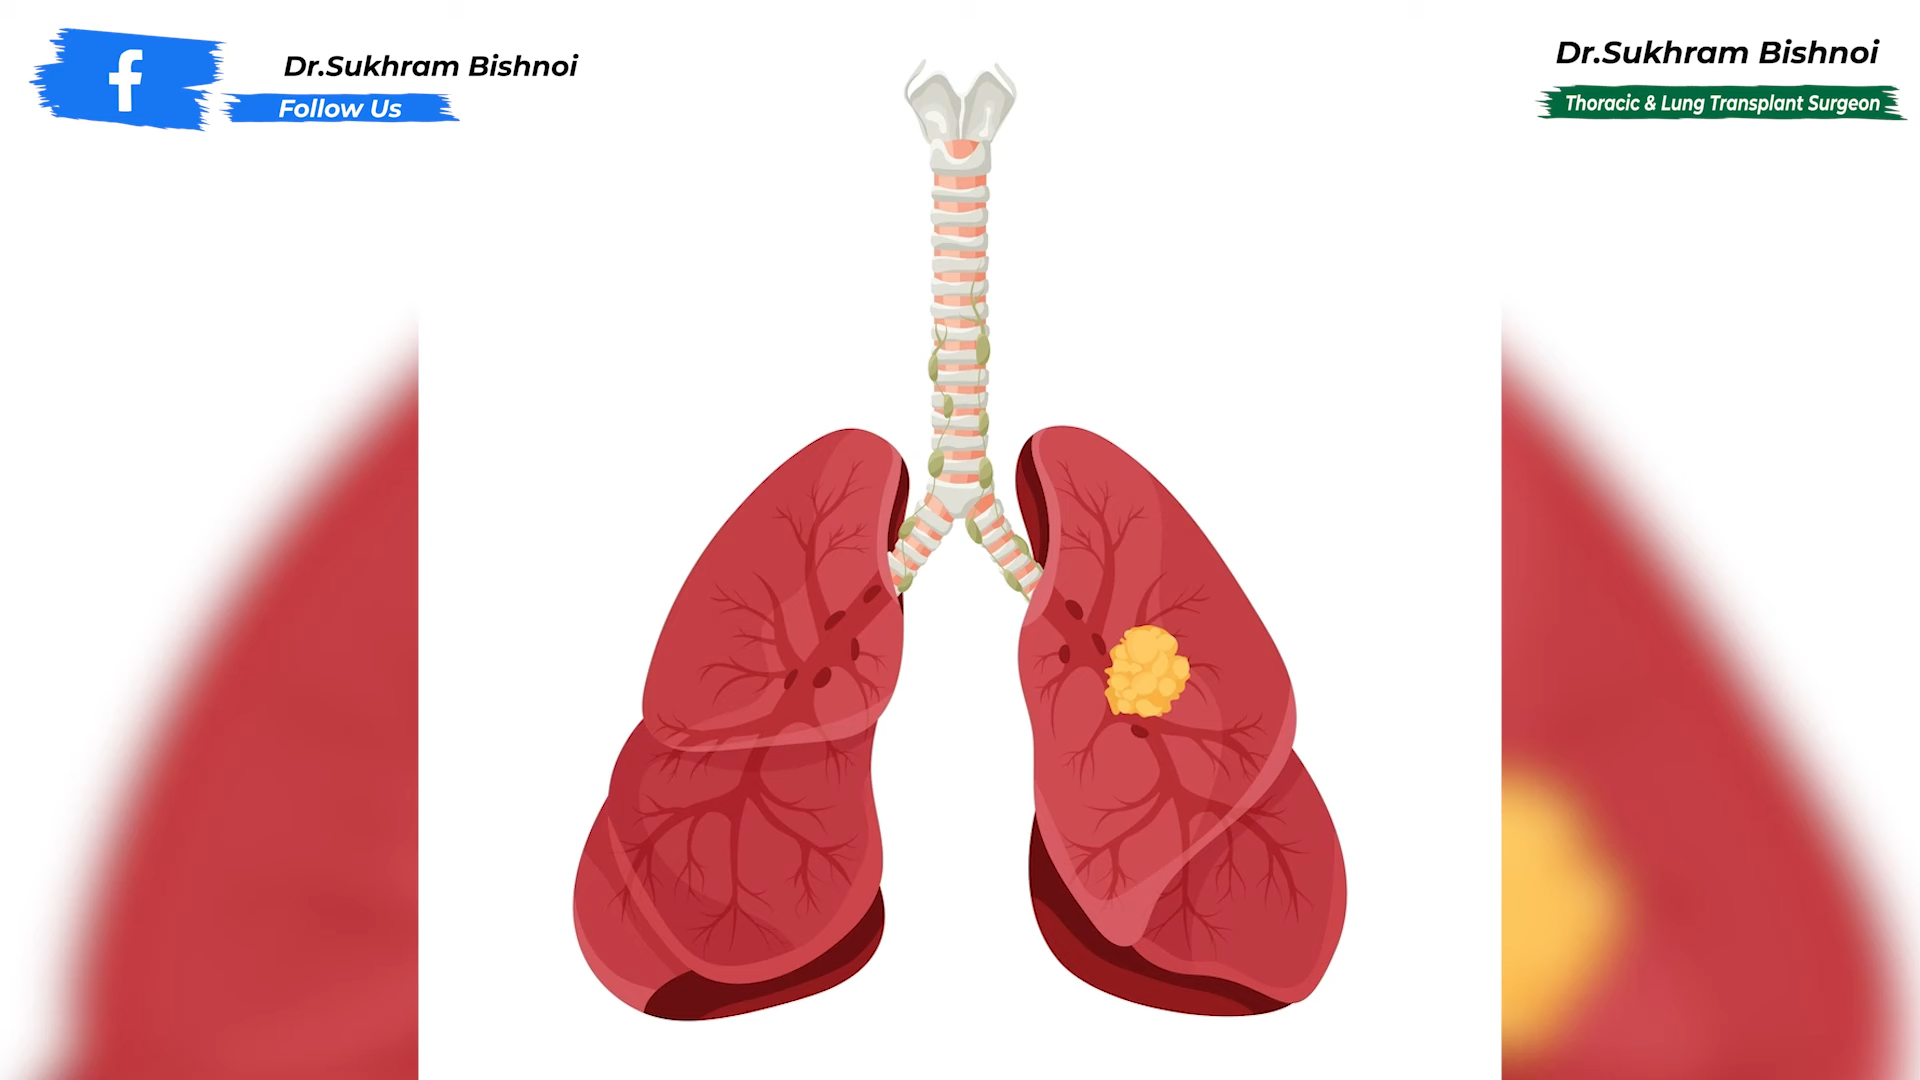 Dr.Sukhram Bishnoi
Follow Us
Dr.Sukhram Bishnoi
Thoracic & Lung Transplant Surgeon